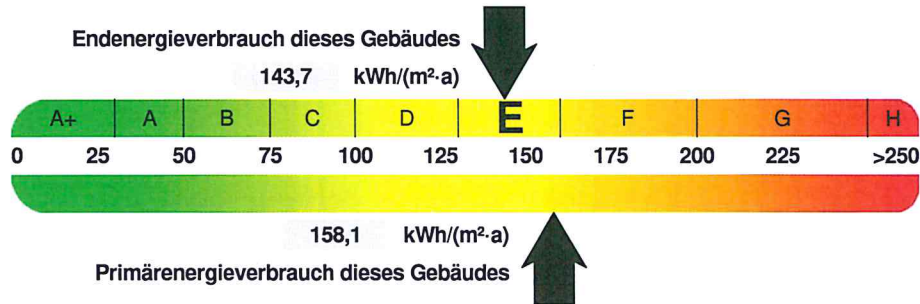 Endenergieverbrauch dieses Gebäudes
143,7 kWh/(m²·a)
A+ A B C D E F G H
0 25 50 75 100 125 150 175 200 225 >250
158,1 kWh/(m²·a)
Primärenergieverbrauch dieses Gebäudes